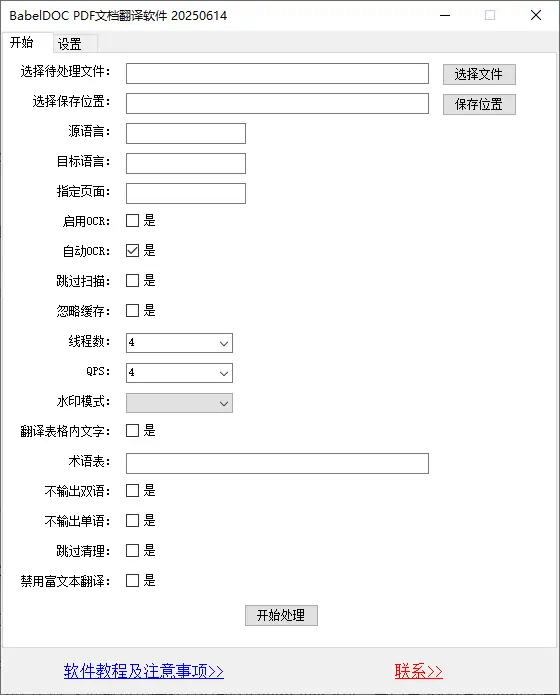 BabelDOC PDF文档翻译软件 20250614
开始 设置
选择待处理文件： 选择文件
选择保存位置： 保存位置
源语言：
目标语言：
指定页面：
启用OCR： 是
自动OCR： 是
跳过扫描： 是
忽略缓存： 是
线程数： 4
QPS： 4
水印模式：
翻译表格内文字： 是
术语表：
不输出双语： 是
不输出单语： 是
跳过清理： 是
禁用富文本翻译： 是
开始处理
软件教程及注意事项>> 联系>>